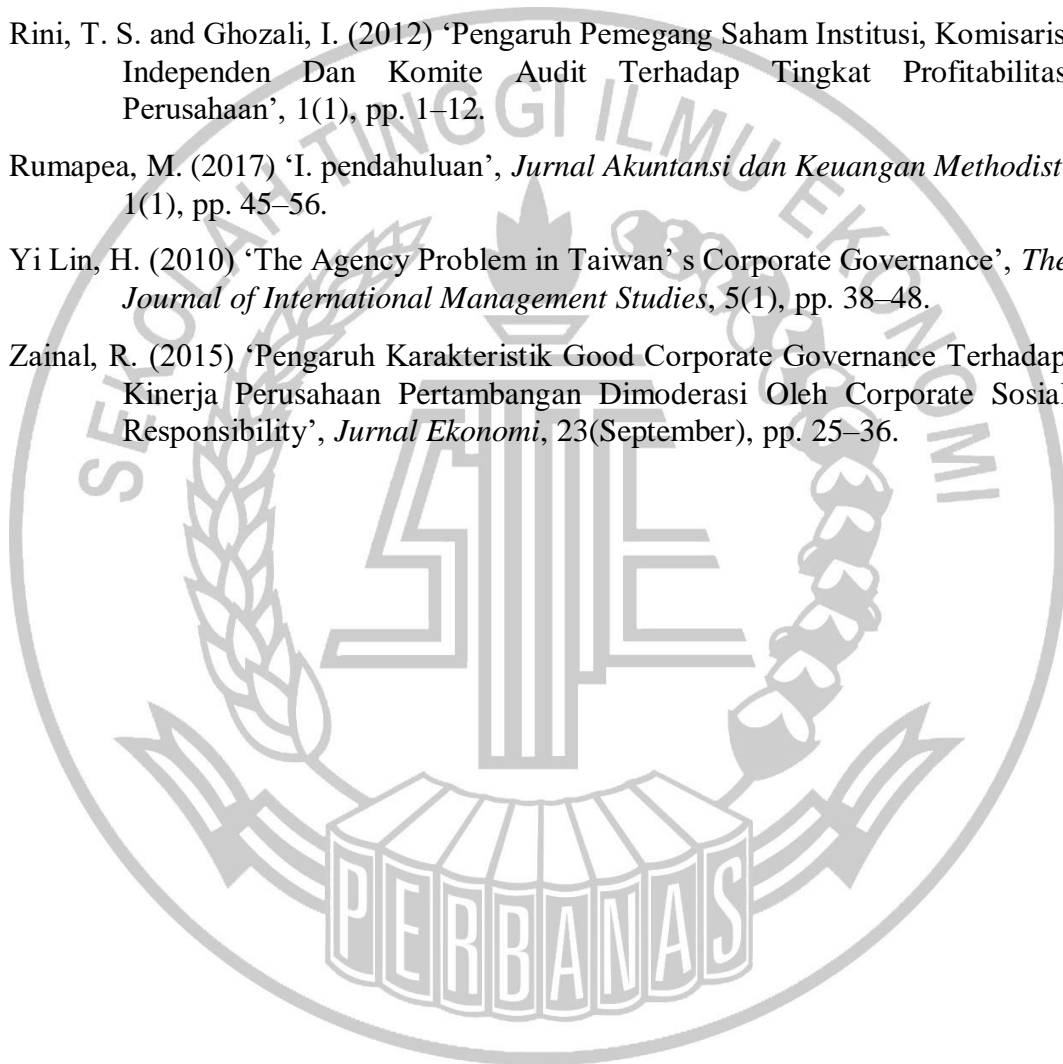 Rini, T. S. and Ghozali, I. (2012) ‘Pengaruh Pemegang Saham Institusi, Komisaris
Independen Dan Komite Audit Terhadap Tingkat Profitabilitas
Perusahaan’, 1(1), pp. 1–12.
Rumapea, M. (2017) ‘I. pendahuluan’, Jurnal Akuntansi dan Keuangan Methodist
1(1), pp. 45–56.
Yi Lin, H. (2010) ‘The Agency Problem in Taiwan’ s Corporate Governance’, The
Journal of International Management Studies, 5(1), pp. 38–48.
Zainal, R. (2015) ‘Pengaruh Karakteristik Good Corporate Governance Terhadap
Kinerja Perusahaan Pertambangan Dimoderasi Oleh Corporate Sosial
Responsibility’, Jurnal Ekonomi, 23(September), pp. 25–36.
SEKOLAH TINGGI ILMU EKONOMI
STIE
PERBANAS